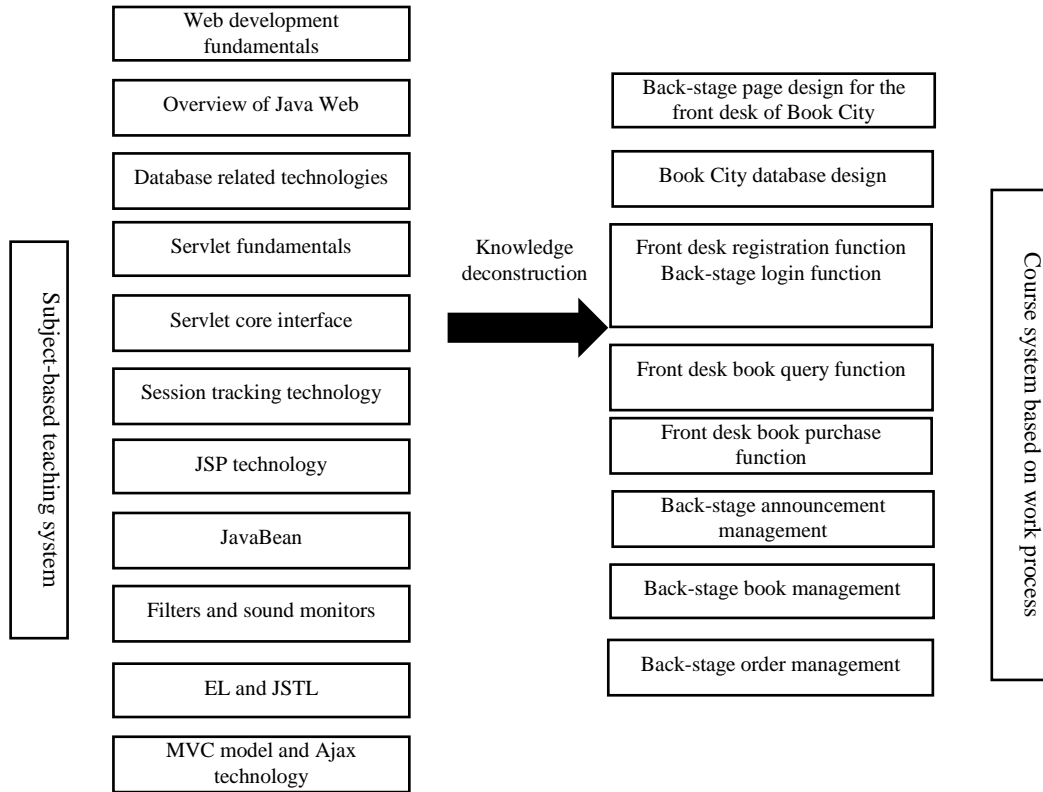 Web development
fundamentals
Overview of Java Web
Database related technologies
Servlet fundamentals
Servlet core interface
Session tracking technology
JSP technology
JavaBean
Filters and sound monitors
EL and JSTL
MVC model and Ajax
technology
Subject-based teaching system
Knowledge
deconstruction
Back-stage page design for the
front desk of Book City
Book City database design
Front desk registration function
Back-stage login function
Front desk book query function
Front desk book purchase
function
Back-stage announcement
management
Back-stage book management
Back-stage order management
Course system based on work process